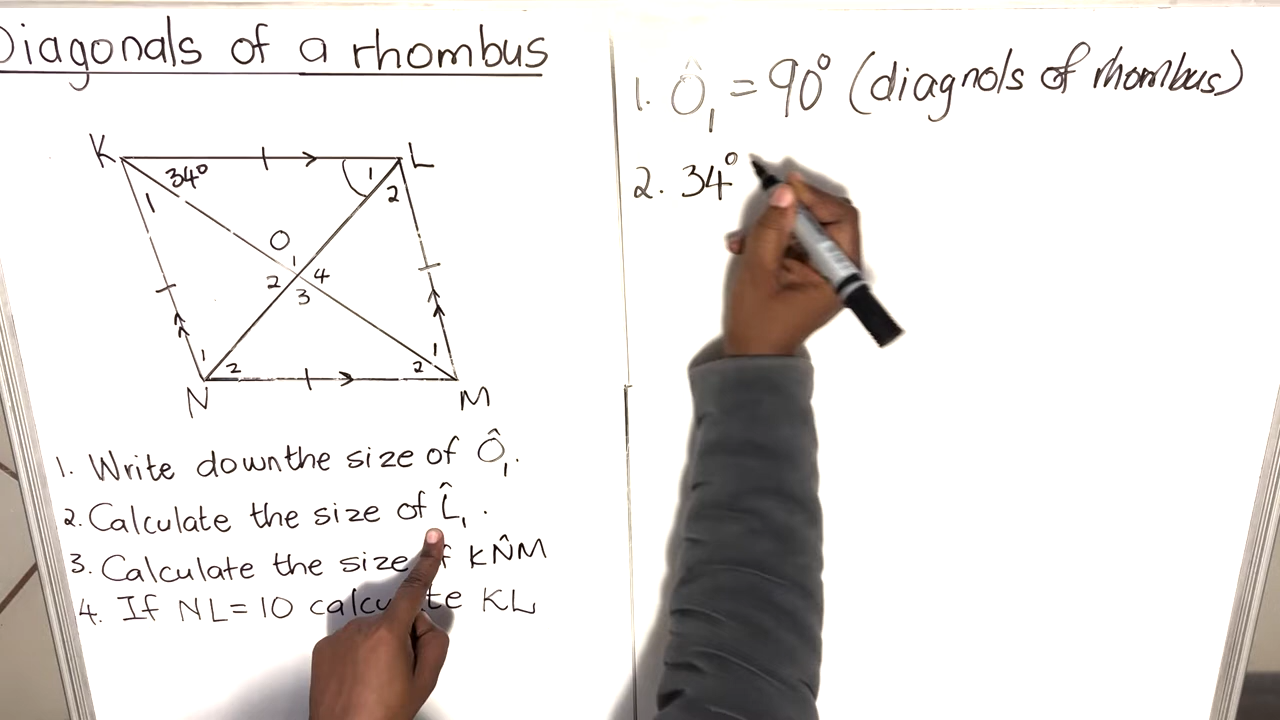 Diagonals of a rhombus
K
L
34°
1
1
2
O
1
2
4
3
1
2
2
1
N
M
1. Write down the size of Ô₁.
2. Calculate the size of L̂₁.
3. Calculate the size of KN̂M
4. If NL = 10 calculate KL
1. Ô₁ = 90° (diagnols of rhombus)
2. 34°